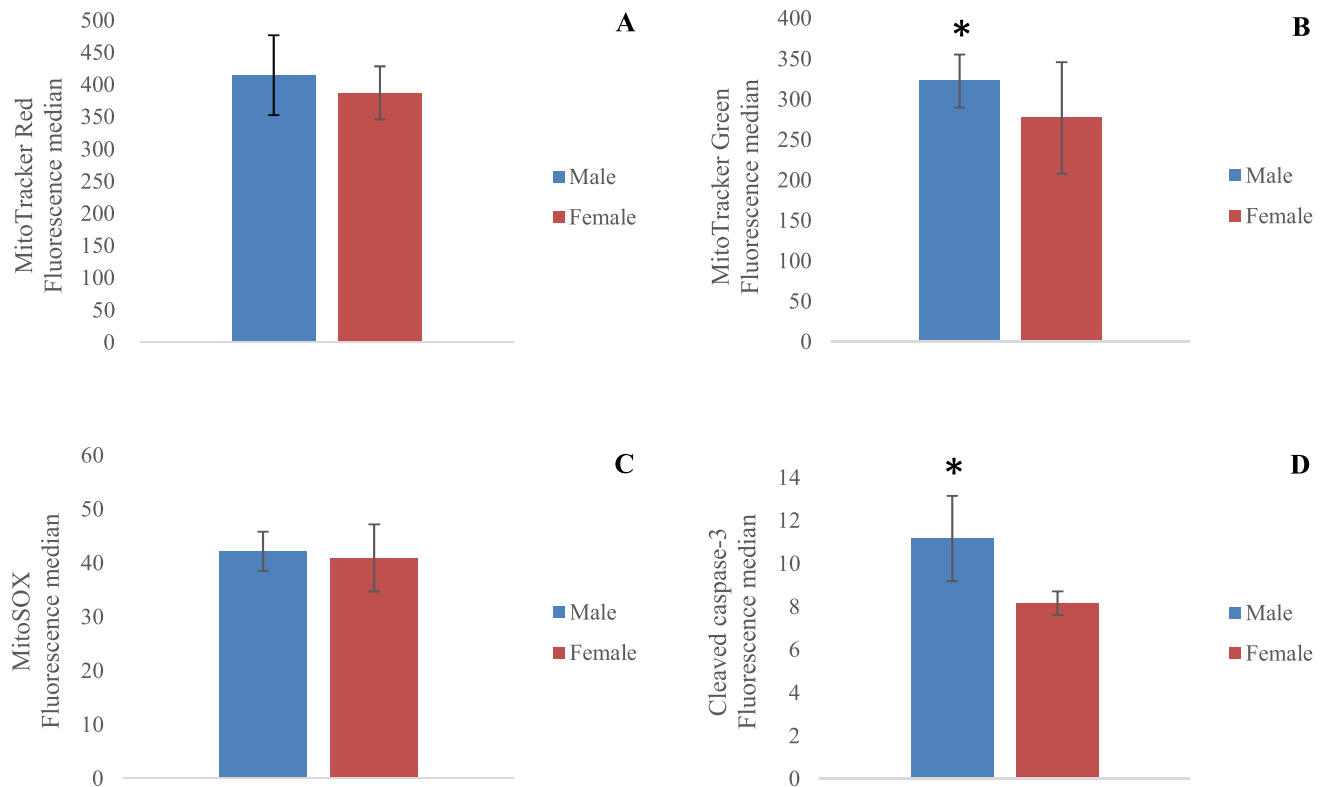 A
500
450
400
350
300
250
200
150
100
50
0
MitoTracker Red
Fluorescence median
Male
Female
B
*
400
350
300
250
200
150
100
50
0
MitoTracker Green
Fluorescence median
Male
Female
C
60
50
40
30
20
10
0
MitoSOX
Fluorescence median
Male
Female
D
*
14
12
10
8
6
4
2
0
Cleaved caspase-3
Fluorescence median
Male
Female